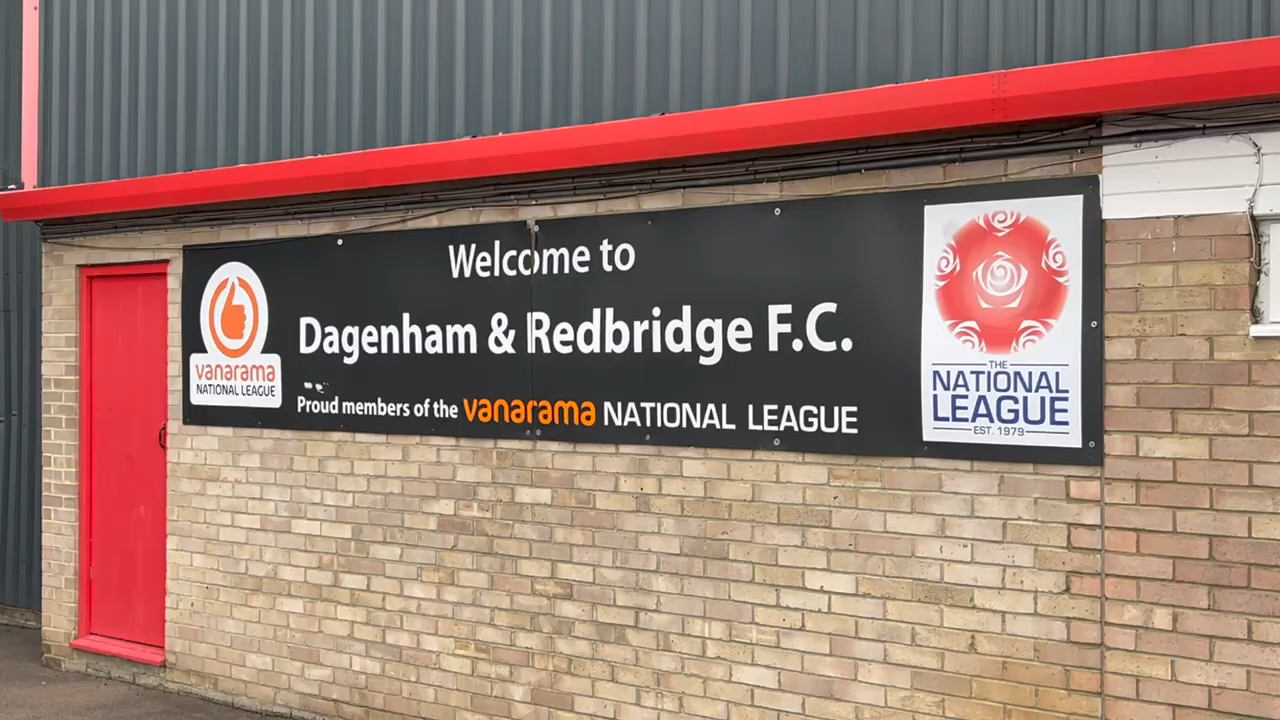 Welcome to
Dagenham & Redbridge F.C.
Proud members of the vanarama NATIONAL LEAGUE
vanarama
NATIONAL LEAGUE
THE
NATIONAL
LEAGUE
EST. 1979